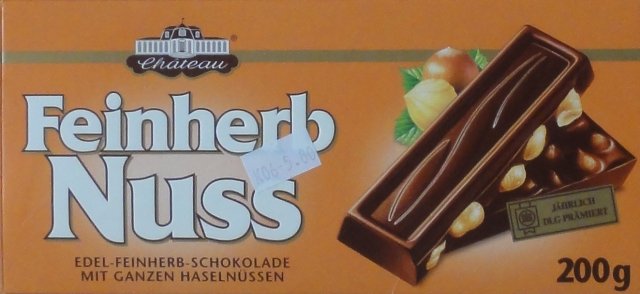 Château
Feinherb
Nuss
EDEL-FEINHERB-SCHOKOLADE
MIT GANZEN HASELNÜSSEN
JÄHRLICH
DLG PRÄMIERT
200g